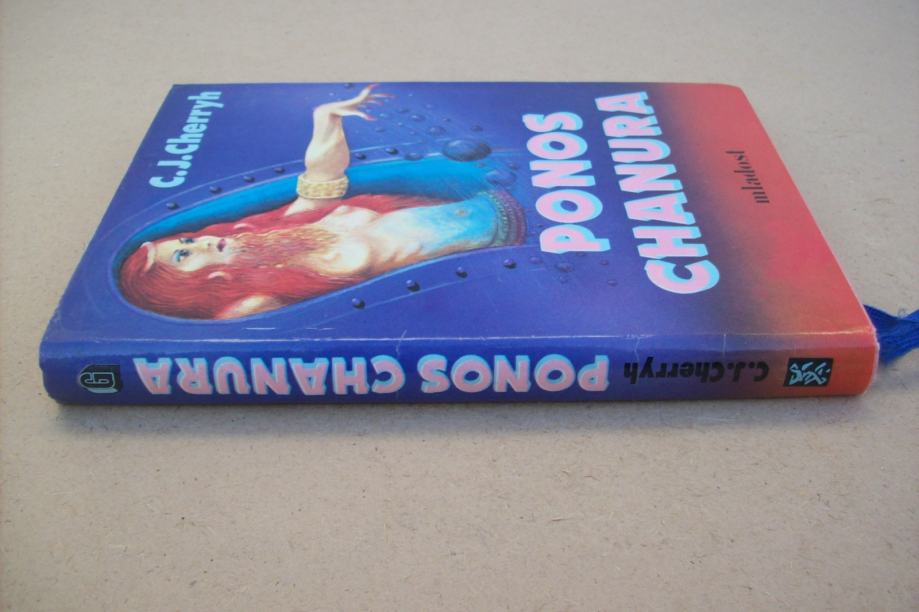 C.J.Cherryh
PONOS
CHANURA
mladost
PONOS CHANURA
C.J.Cherryh